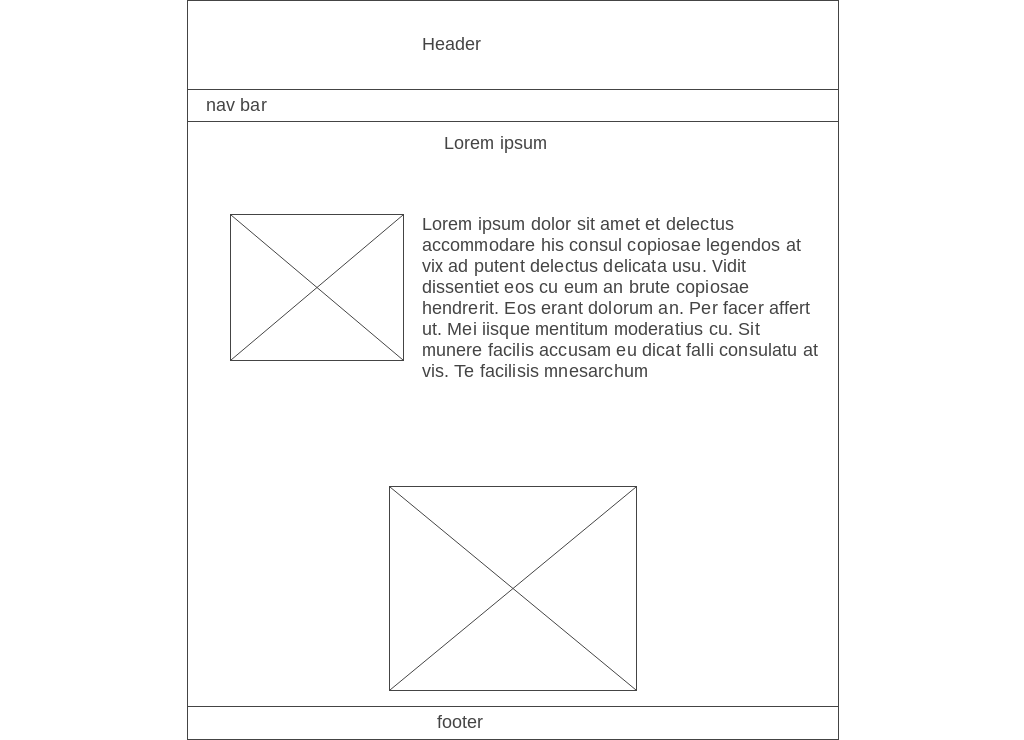 Header
nav bar
Lorem ipsum
Lorem ipsum dolor sit amet et delectus
accommodare his consul copiosae legendos at
vix ad putent delectus delicata usu. Vidit
dissentiet eos cu eum an brute copiosae
hendrerit. Eos erant dolorum an. Per facer affert
ut. Mei iisque mentitum moderatius cu. Sit
munere facilis accusam eu dicat falli consulatu at
vis. Te facilisis mnesarchum
footer